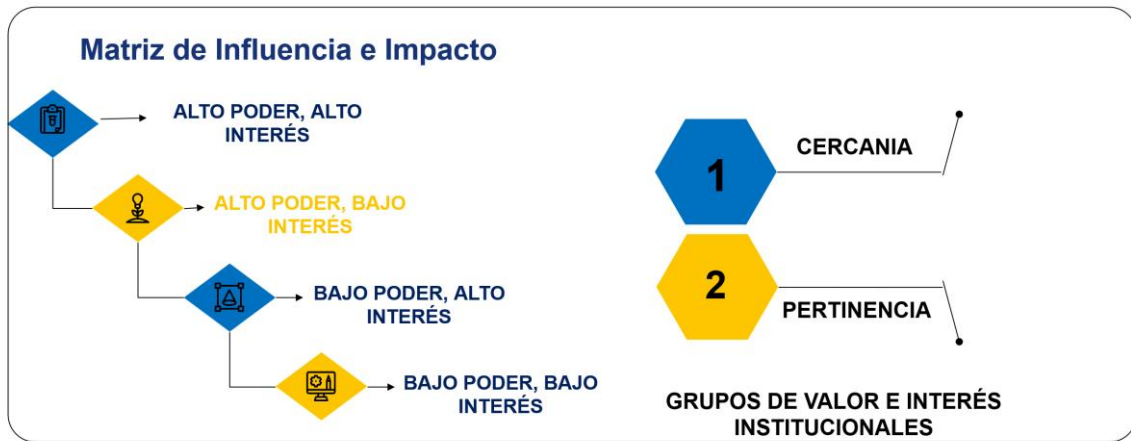 Matriz de Influencia e Impacto
ALTO PODER, ALTO
INTERÉS
ALTO PODER, BAJO
INTERÉS
BAJO PODER, ALTO
INTERÉS
BAJO PODER, BAJO
INTERÉS
1
CERCANIA
2
PERTINENCIA
GRUPOS DE VALOR E INTERÉS
INSTITUCIONALES